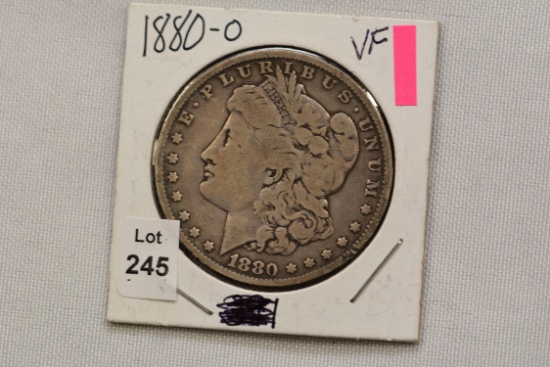 1880-O
VF
E·PLURIBUS·UNUM
LIBERTY
1880
Lot
245